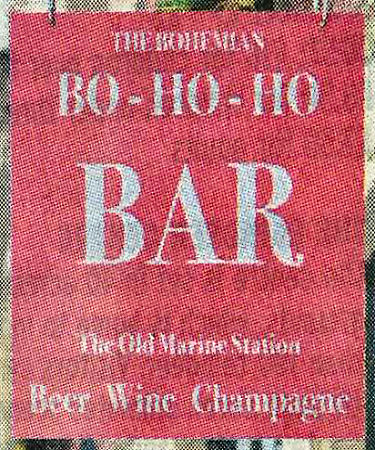 THE BOHEMIAN
BO-HO-HO
BAR
The Old Marine Station
Beer Wine Champagne